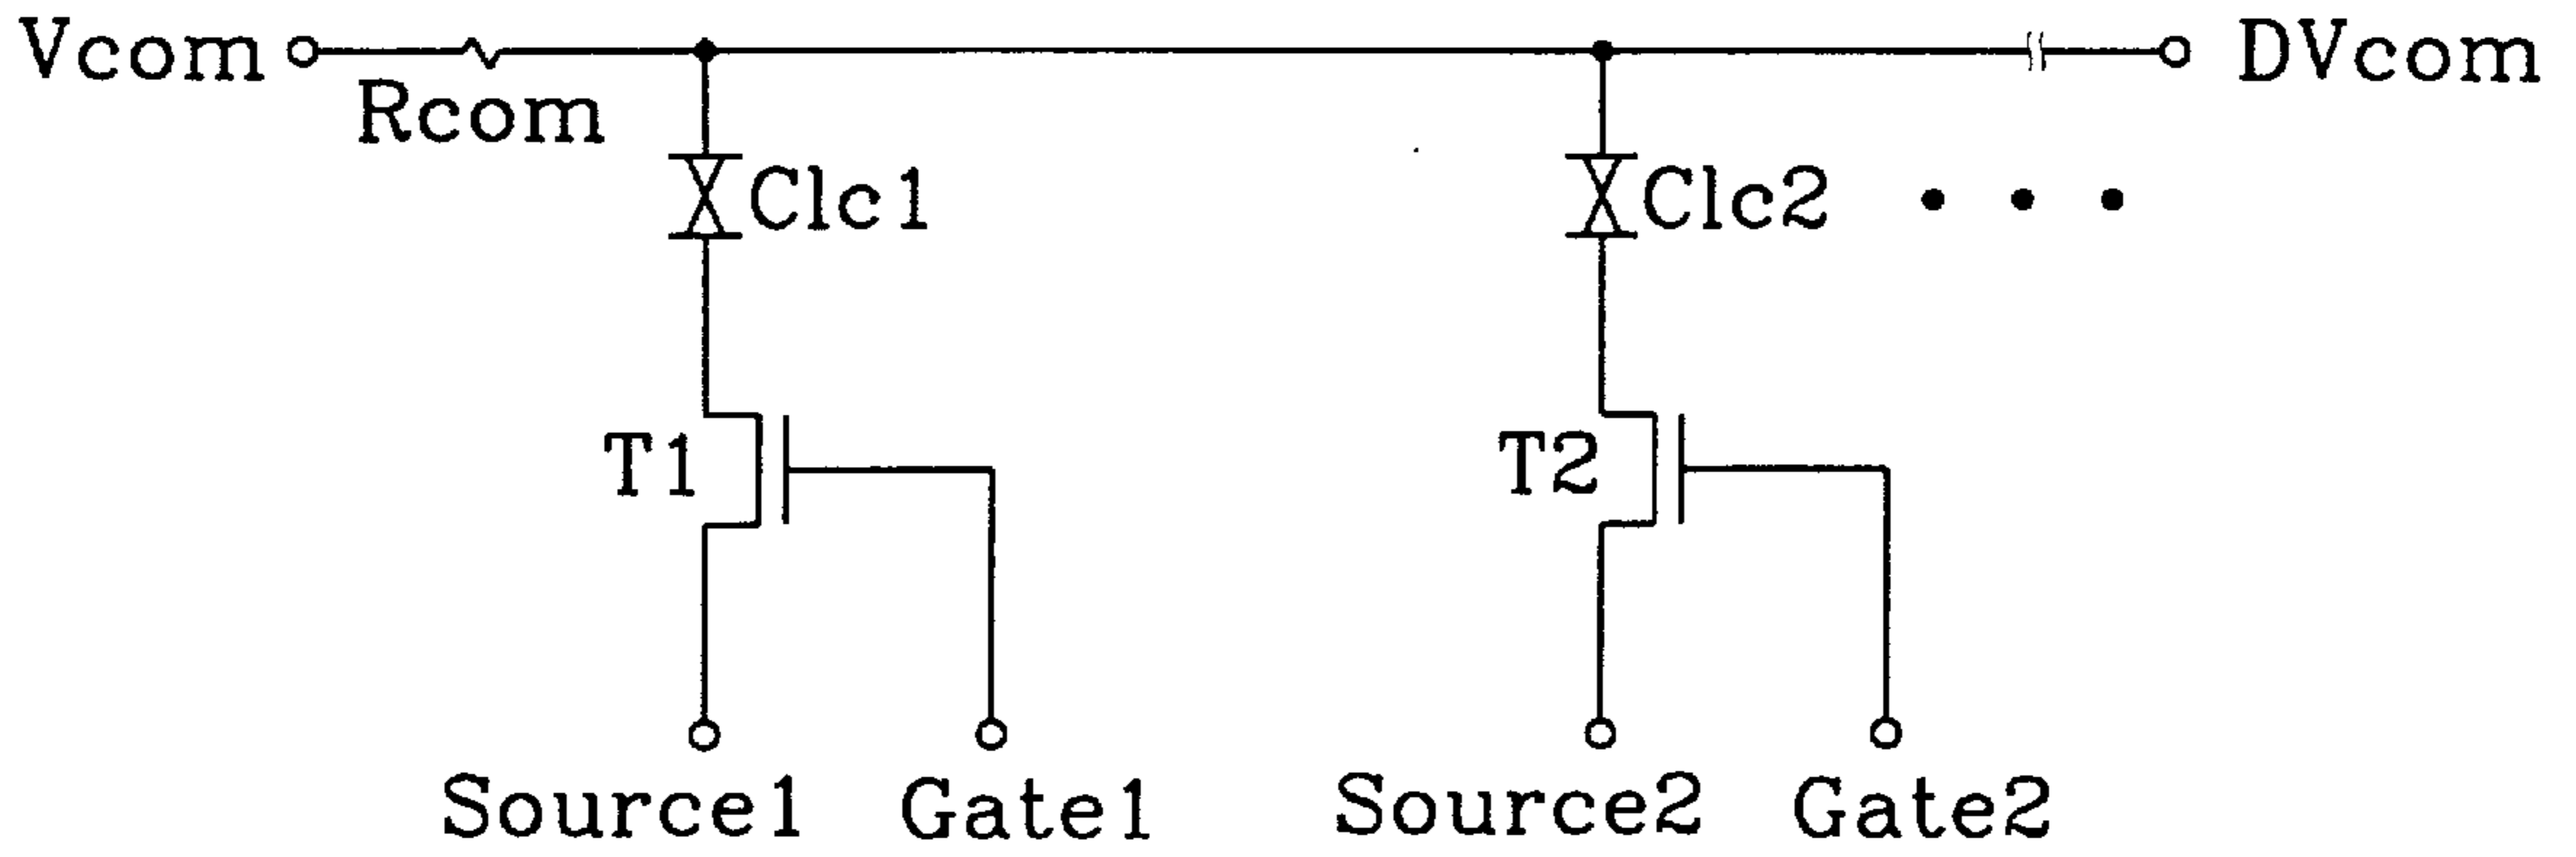 Vcom
DVcom
Rcom
Clc1
Clc2
T1
T2
Source1
Gate1
Source2
Gate2